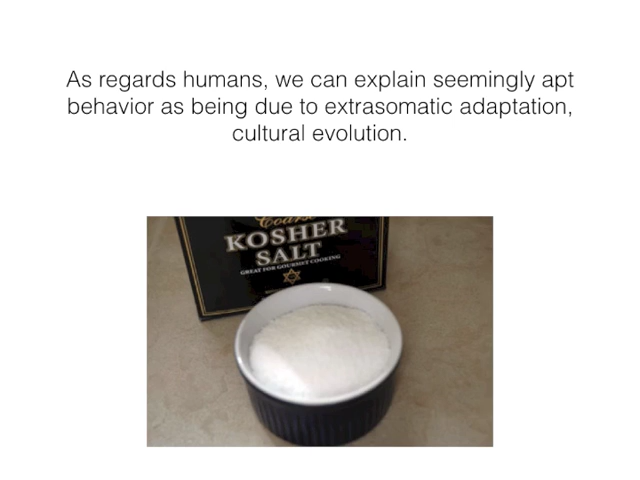 As regards humans, we can explain seemingly apt
behavior as being due to extrasomatic adaptation,
cultural evolution.
Coarse
KOSHER
SALT
GREAT FOR GOURMET COOKING